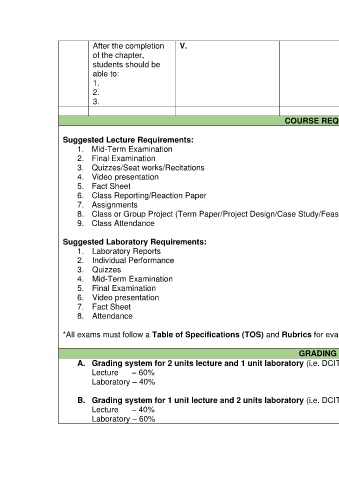 After the completion
of the chapter,
students should be
able to:
1.
2.
3.
V.
COURSE REQ
Suggested Lecture Requirements:
1. Mid-Term Examination
2. Final Examination
3. Quizzes/Seat works/Recitations
4. Video presentation
5. Fact Sheet
6. Class Reporting/Reaction Paper
7. Assignments
8. Class or Group Project (Term Paper/Project Design/Case Study/Feas
9. Class Attendance
Suggested Laboratory Requirements:
1. Laboratory Reports
2. Individual Performance
3. Quizzes
4. Mid-Term Examination
5. Final Examination
6. Video presentation
7. Fact Sheet
8. Attendance
*All exams must follow a Table of Specifications (TOS) and Rubrics for eva
GRADING
A. Grading system for 2 units lecture and 1 unit laboratory (i.e. DCIT
Lecture – 60%
Laboratory – 40%
B. Grading system for 1 unit lecture and 2 units laboratory (i.e. DCIT
Lecture – 40%
Laboratory – 60%